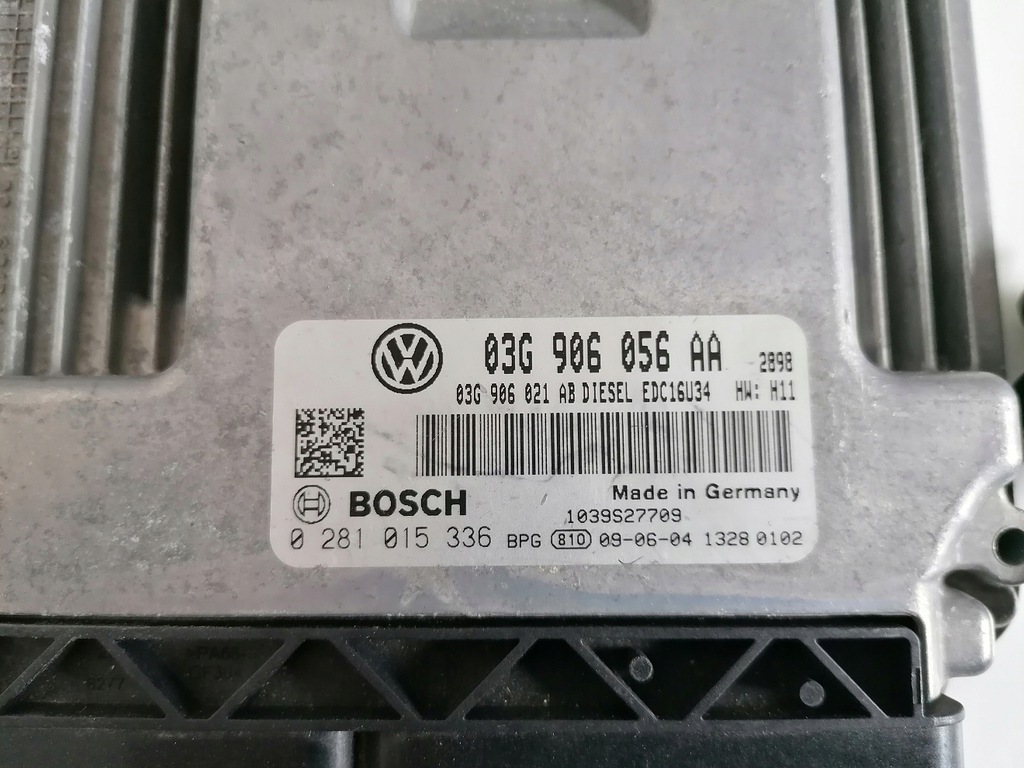 03G 906 056 AA 2898
03G 906 021 AB DIESEL EDC16U34 HW: H11
BOSCH
Made in Germany
1039S27709
0 281 015 336 BPG 810 09-06-04 1328 0102